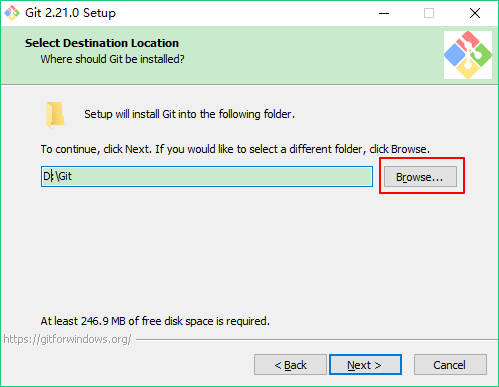 Git 2.21.0 Setup
Select Destination Location
Where should Git be installed?
Setup will install Git into the following folder.
To continue, click Next. If you would like to select a different folder, click Browse.
D:\Git
Browse...
At least 246.9 MB of free disk space is required.
https://gitforwindows.org/
< Back
Next >
Cancel